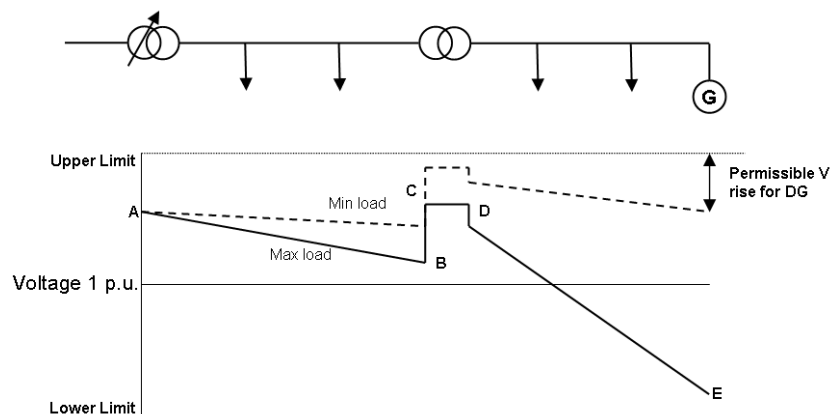 G
Upper Limit
Permissible V
rise for DG
C
A
Min load
D
Max load
B
Voltage 1 p.u.
E
Lower Limit